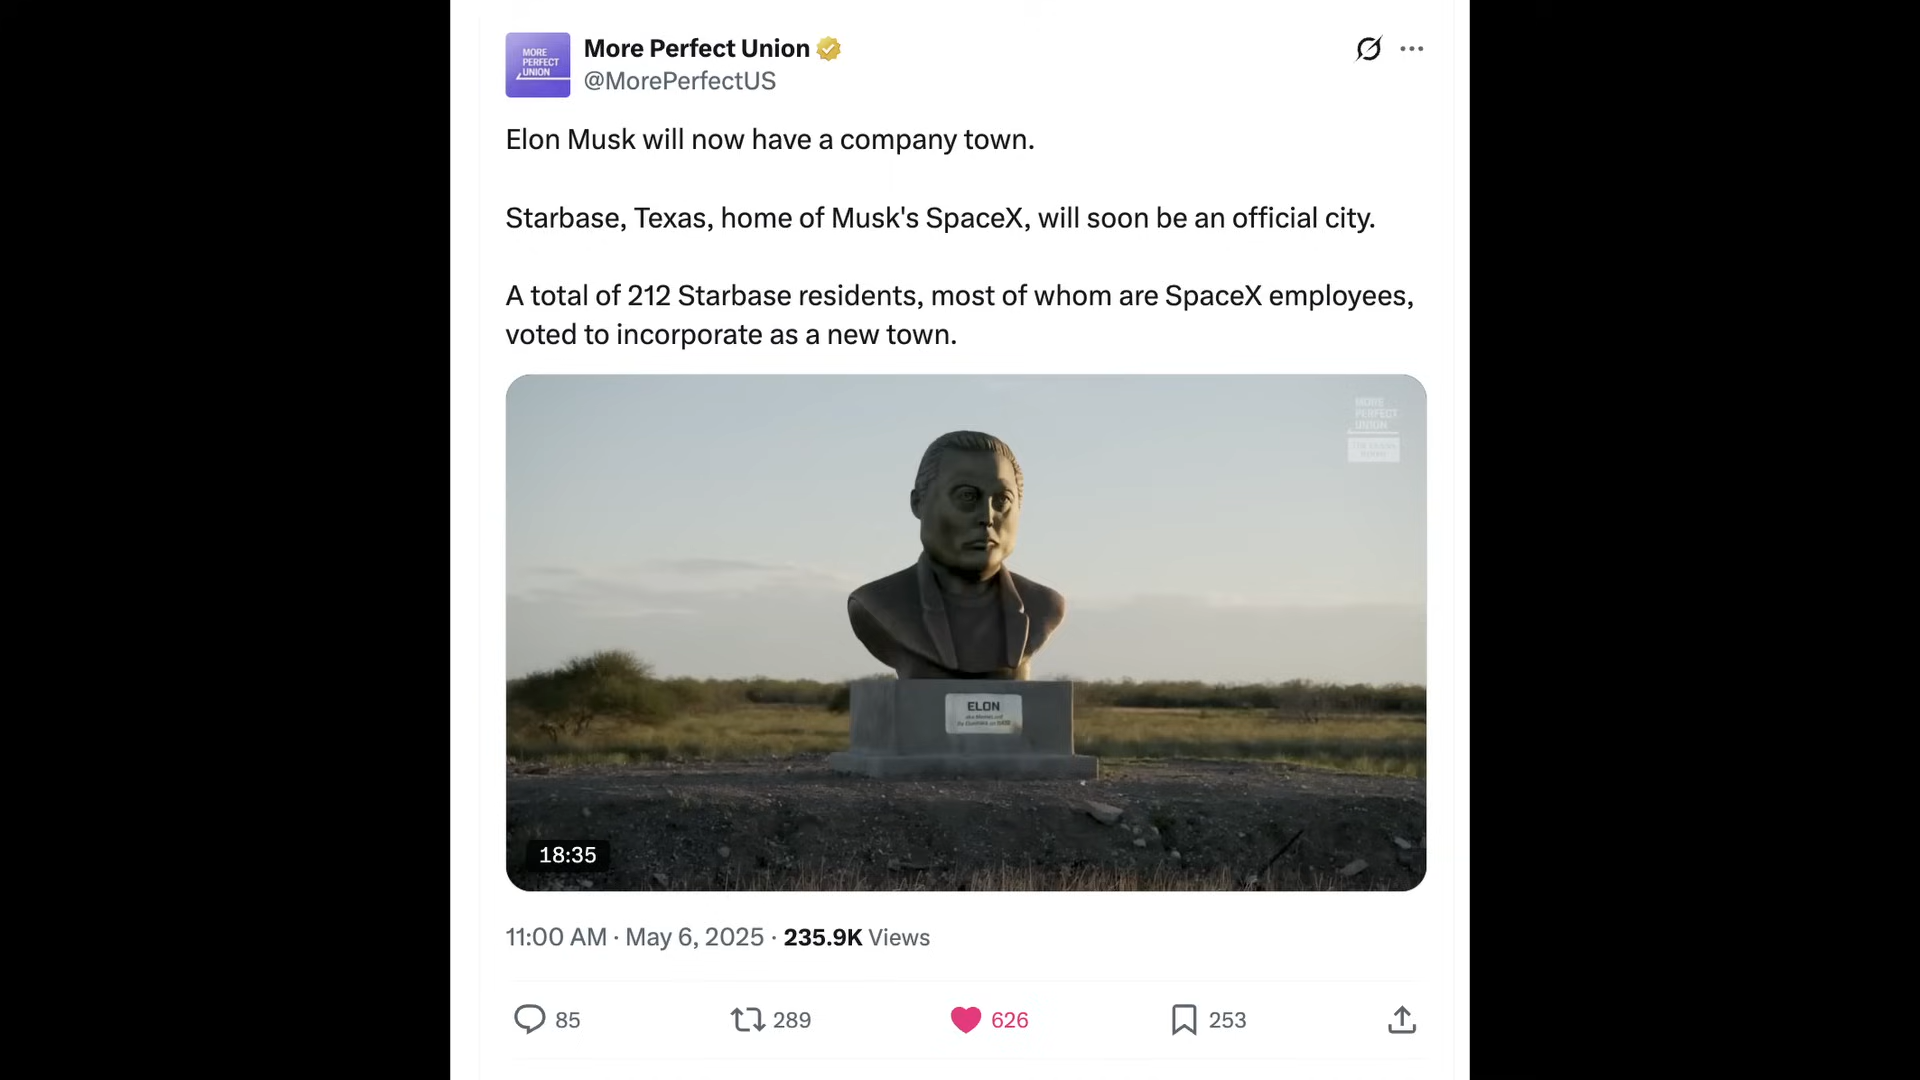 MORE
PERFECT
UNION
More Perfect Union
@MorePerfectUS
Elon Musk will now have a company town.
Starbase, Texas, home of Musk's SpaceX, will soon be an official city.
A total of 212 Starbase residents, most of whom are SpaceX employees,
voted to incorporate as a new town.
MORE
PERFECT
UNION
ELON
18:35
11:00 AM · May 6, 2025 · 235.9K Views
85 289 626 253